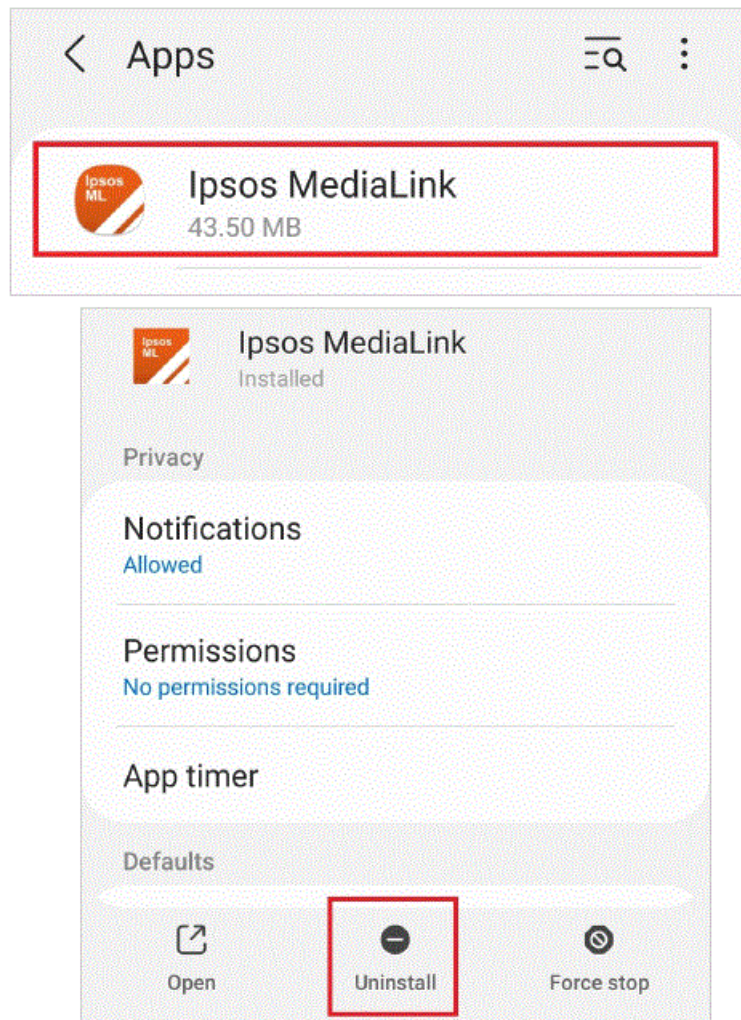 Apps
Ipsos
ML
Ipsos MediaLink
43.50 MB
Ipsos
ML
Ipsos MediaLink
Installed
Privacy
Notifications
Allowed
Permissions
No permissions required
App timer
Defaults
Open Uninstall Force stop